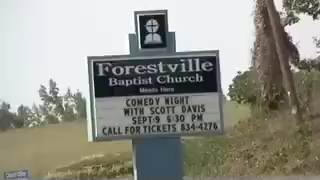 Forestville
Baptist Church
Meets Here
COMEDY NIGHT
WITH SCOTT DAVIS
SEPT 9 6:30 PM
CALL FOR TICKETS 834-4276